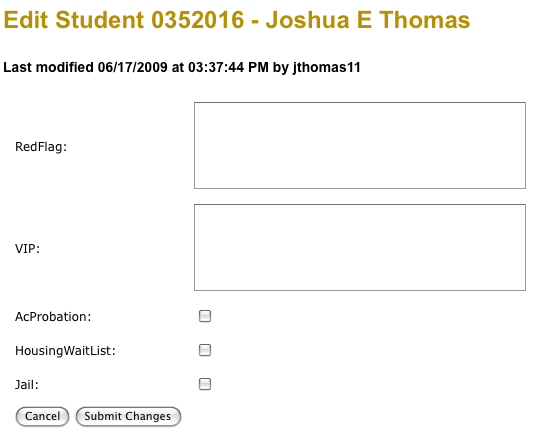 Edit Student 0352016 - Joshua E Thomas
Last modified 06/17/2009 at 03:37:44 PM by jthomas11
RedFlag:
VIP:
AcProbation:
HousingWaitList:
Jail:
Cancel Submit Changes